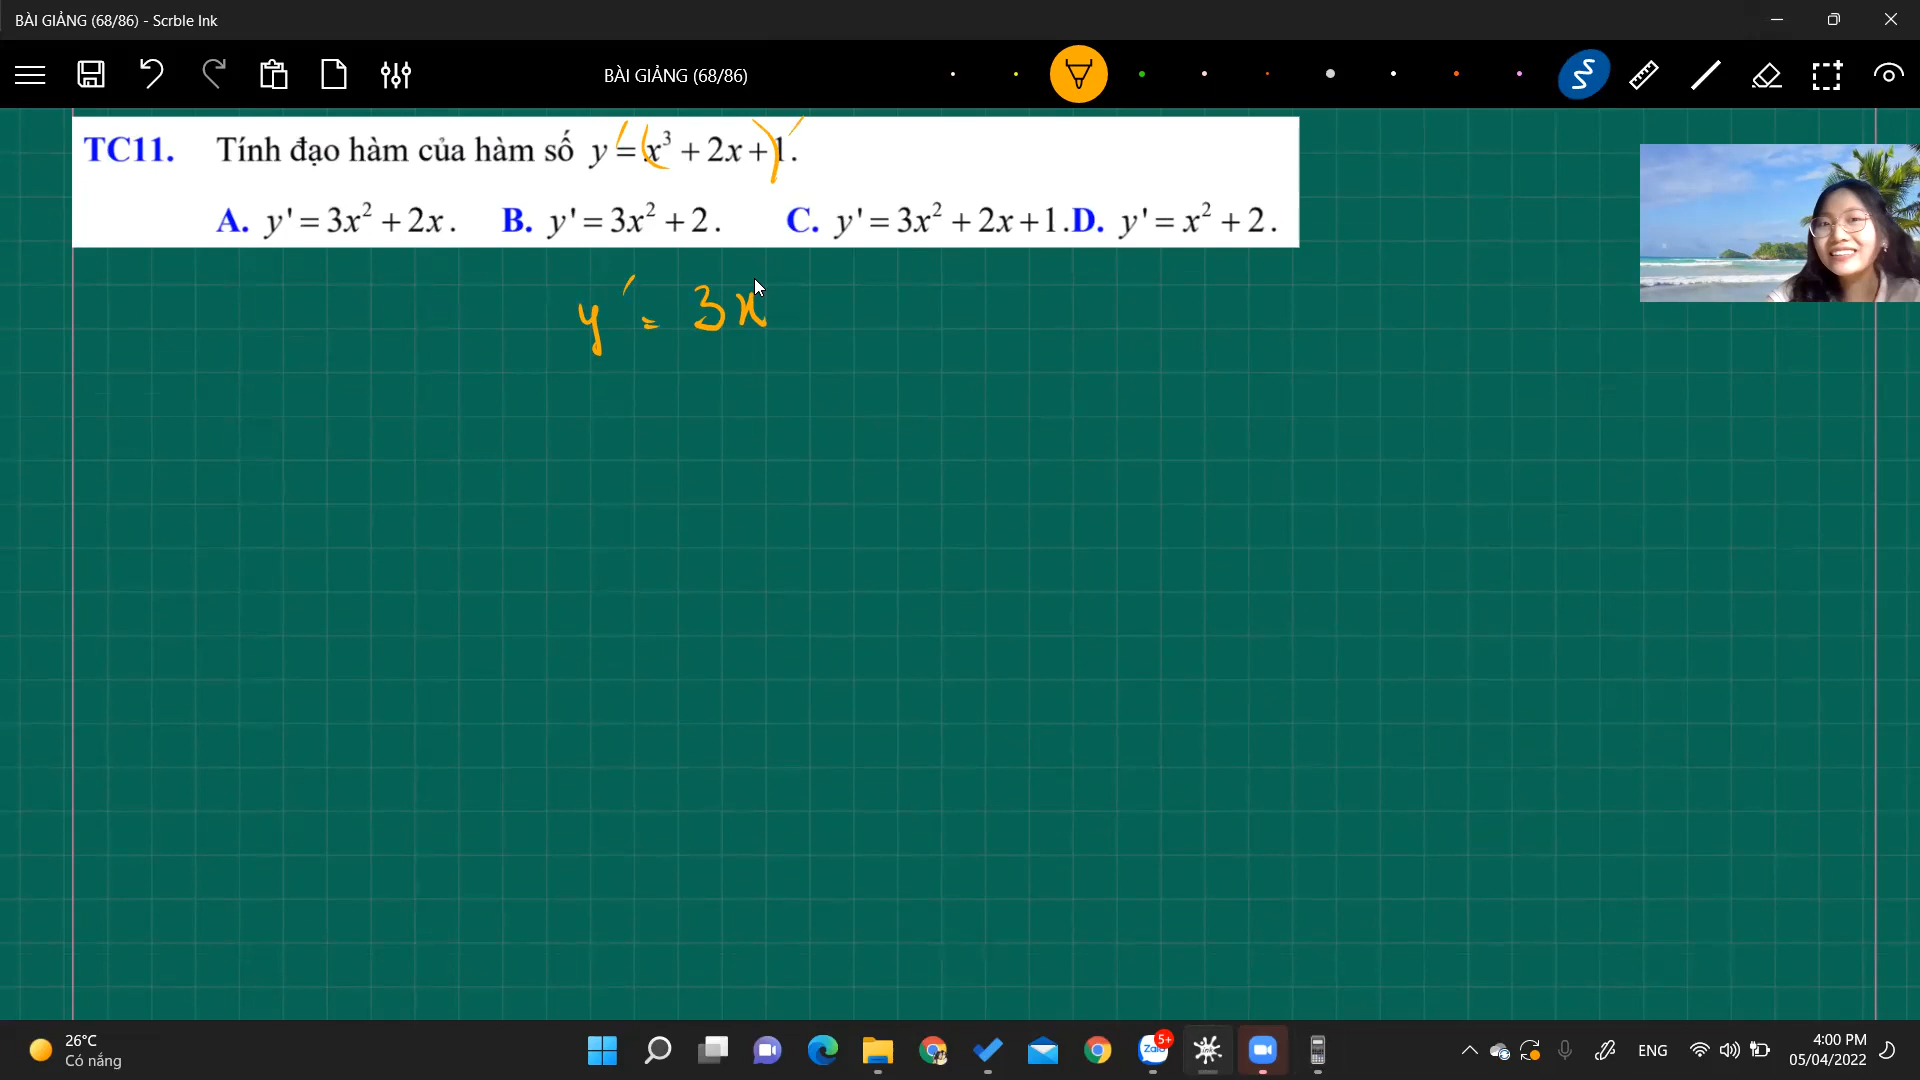 BÀI GIẢNG (68/86) - Scrble Ink
BÀI GIẢNG (68/86)
TC11. Tính đạo hàm của hàm số y = x³ + 2x + 1.
A. y' = 3x² + 2x. B. y' = 3x² + 2. C. y' = 3x² + 2x + 1. D. y' = x² + 2.
y' = 3x
26°C
Có nắng
5+
Zalo
ENG
4:00 PM
05/04/2022